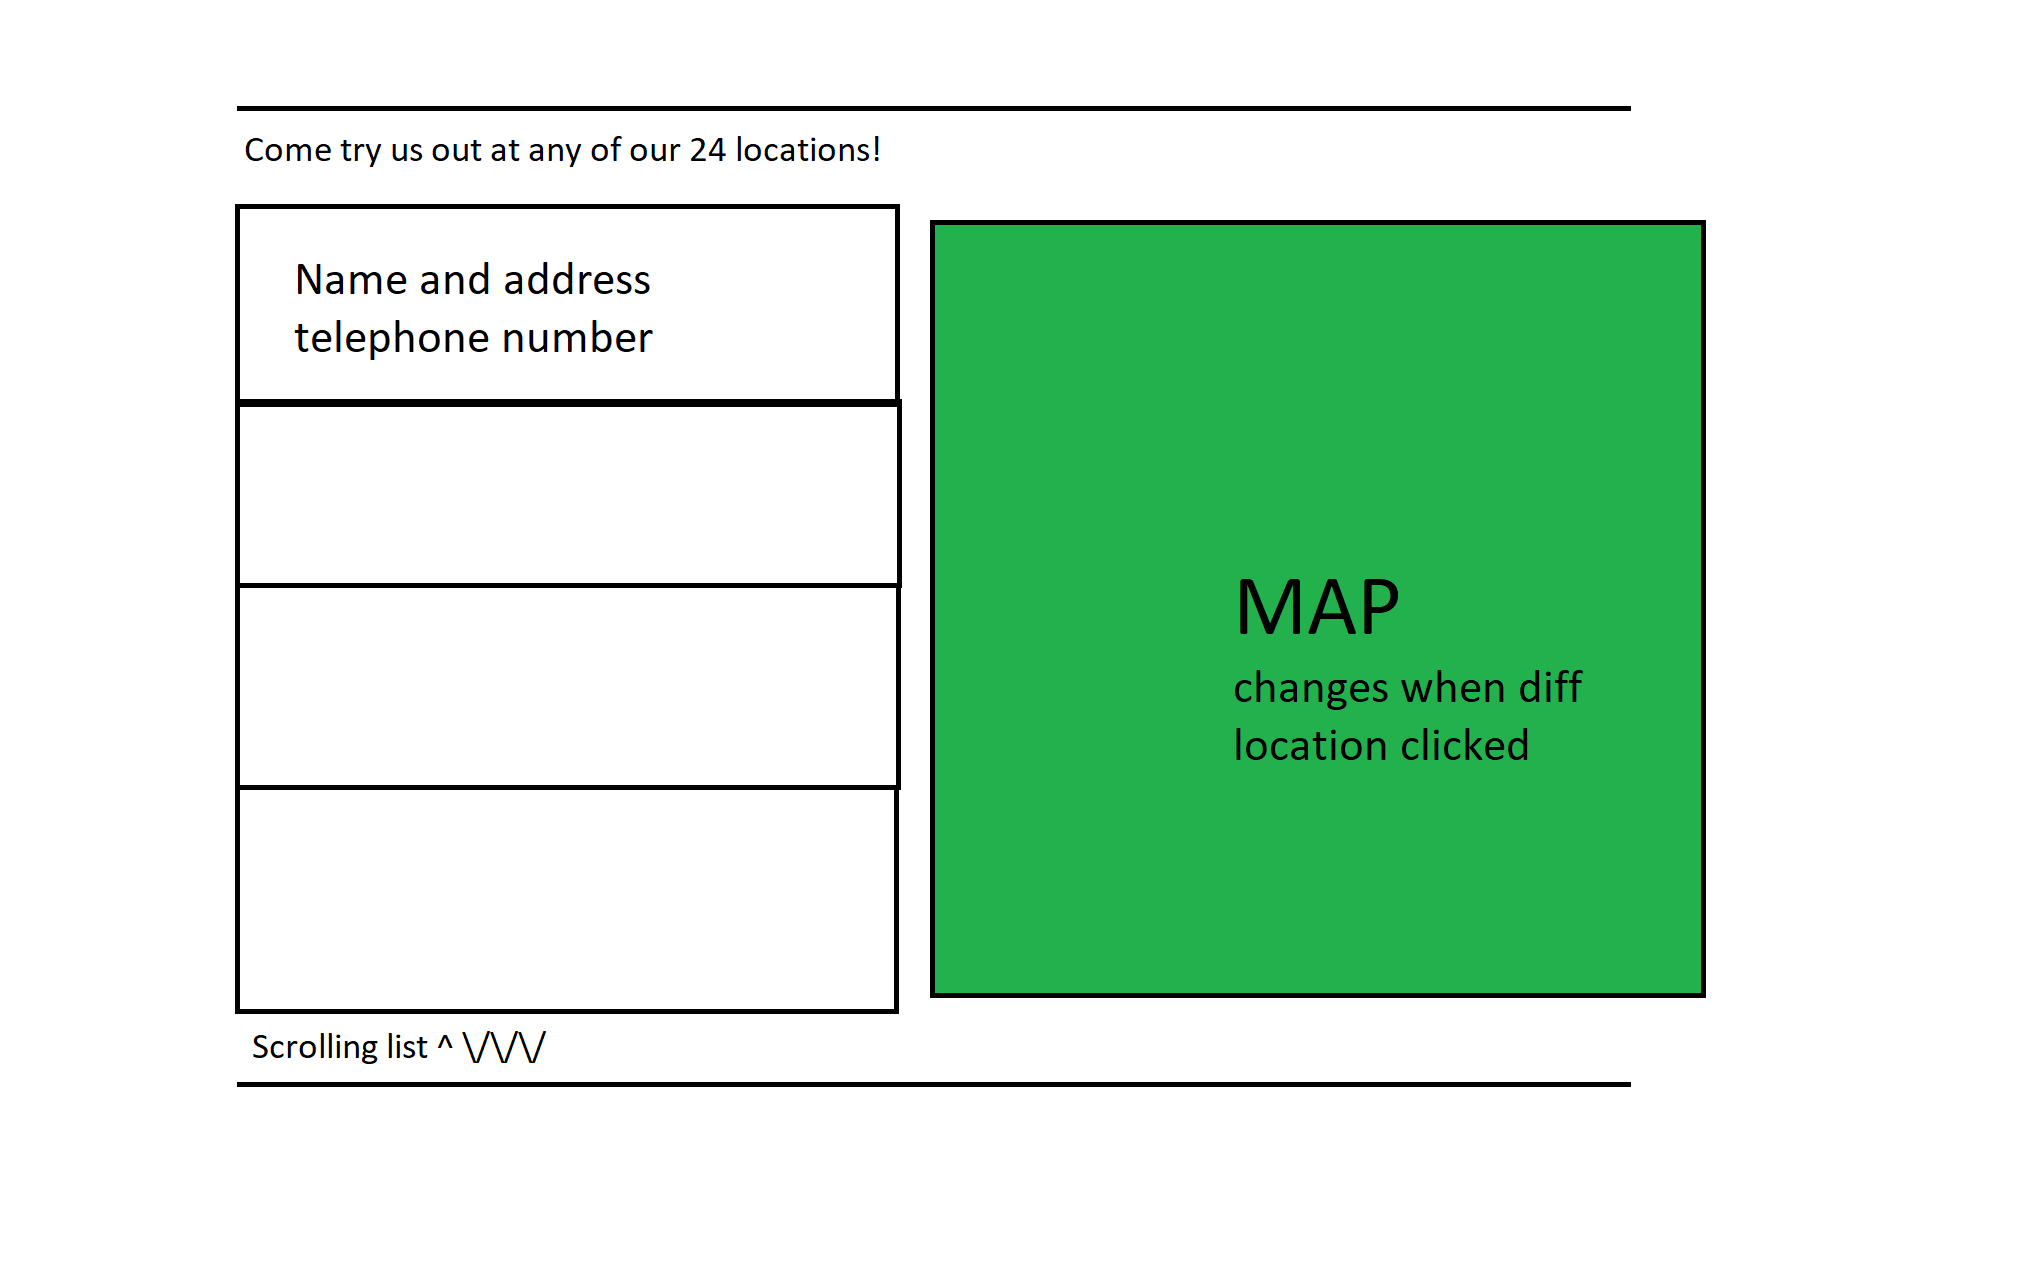 Come try us out at any of our 24 locations!
Name and address
telephone number
MAP
changes when diff
location clicked
Scrolling list ^ \/\/\/